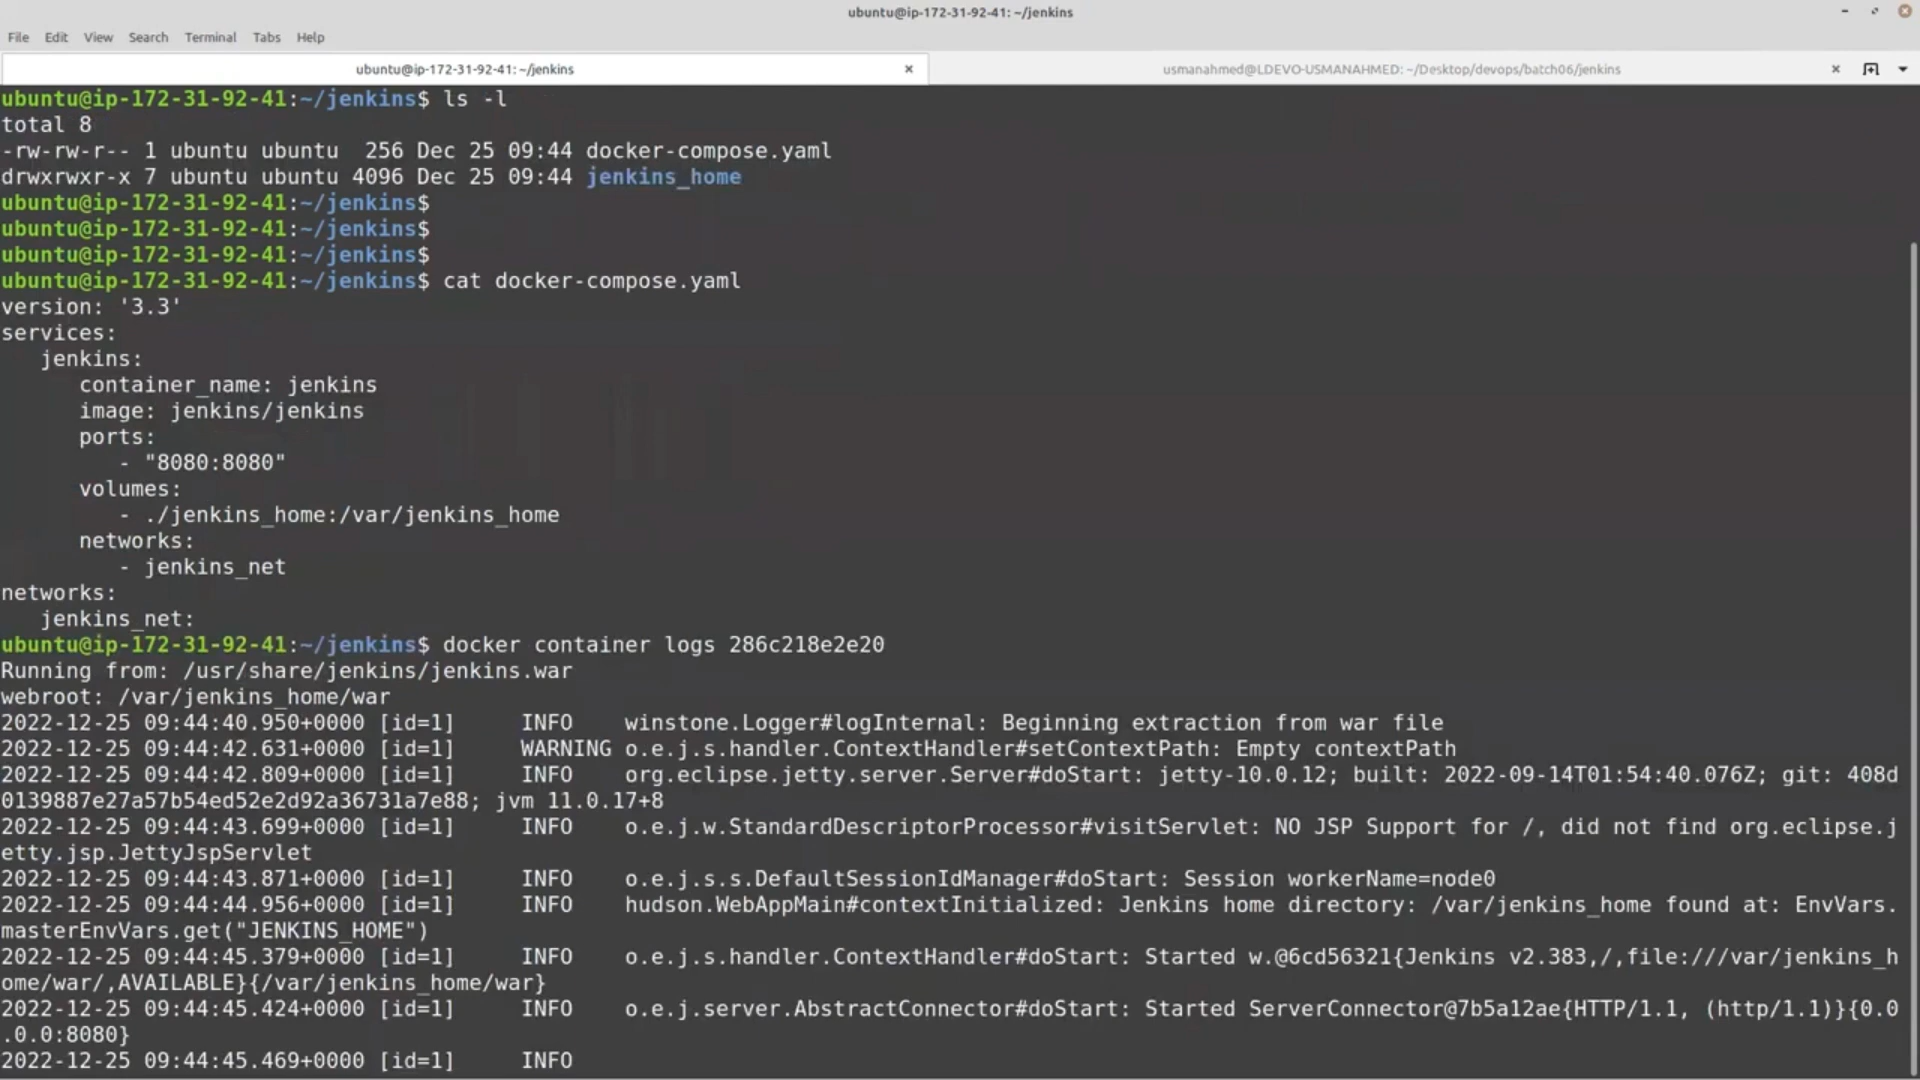 ubuntu@ip-172-31-92-41: ~/jenkins
File Edit View Search Terminal Tabs Help
ubuntu@ip-172-31-92-41: ~/jenkins
usmanahmed@LDEVO-USMANAHMED: ~/Desktop/devops/batch06/jenkins
ubuntu@ip-172-31-92-41:~/jenkins$ ls -l
total 8
-rw-rw-r-- 1 ubuntu ubuntu  256 Dec 25 09:44 docker-compose.yaml
drwxrwxr-x 7 ubuntu ubuntu 4096 Dec 25 09:44 jenkins_home
ubuntu@ip-172-31-92-41:~/jenkins$
ubuntu@ip-172-31-92-41:~/jenkins$
ubuntu@ip-172-31-92-41:~/jenkins$
ubuntu@ip-172-31-92-41:~/jenkins$ cat docker-compose.yaml
version: '3.3'
services:
   jenkins:
      container_name: jenkins
      image: jenkins/jenkins
      ports:
         - "8080:8080"
      volumes:
         - ./jenkins_home:/var/jenkins_home
      networks:
         - jenkins_net
networks:
   jenkins_net:
ubuntu@ip-172-31-92-41:~/jenkins$ docker container logs 286c218e2e20
Running from: /usr/share/jenkins/jenkins.war
webroot: /var/jenkins_home/war
2022-12-25 09:44:40.950+0000 [id=1]     INFO    winstone.Logger#logInternal: Beginning extraction from war file
2022-12-25 09:44:42.631+0000 [id=1]     WARNING o.e.j.s.handler.ContextHandler#setContextPath: Empty contextPath
2022-12-25 09:44:42.809+0000 [id=1]     INFO    org.eclipse.jetty.server.Server#doStart: jetty-10.0.12; built: 2022-09-14T01:54:40.076Z; git: 408d
0139887e27a57b54ed52e2d92a36731a7e88; jvm 11.0.17+8
2022-12-25 09:44:43.699+0000 [id=1]     INFO    o.e.j.w.StandardDescriptorProcessor#visitServlet: NO JSP Support for /, did not find org.eclipse.j
etty.jsp.JettyJspServlet
2022-12-25 09:44:43.871+0000 [id=1]     INFO    o.e.j.s.s.DefaultSessionIdManager#doStart: Session workerName=node0
2022-12-25 09:44:44.956+0000 [id=1]     INFO    hudson.WebAppMain#contextInitialized: Jenkins home directory: /var/jenkins_home found at: EnvVars.
masterEnvVars.get("JENKINS_HOME")
2022-12-25 09:44:45.379+0000 [id=1]     INFO    o.e.j.s.handler.ContextHandler#doStart: Started w.@6cd56321{Jenkins v2.383,/,file:///var/jenkins_h
ome/war/,AVAILABLE}{/var/jenkins_home/war}
2022-12-25 09:44:45.424+0000 [id=1]     INFO    o.e.j.server.AbstractConnector#doStart: Started ServerConnector@7b5a12ae{HTTP/1.1, (http/1.1)}{0.0
.0.0:8080}
2022-12-25 09:44:45.469+0000 [id=1]     INFO